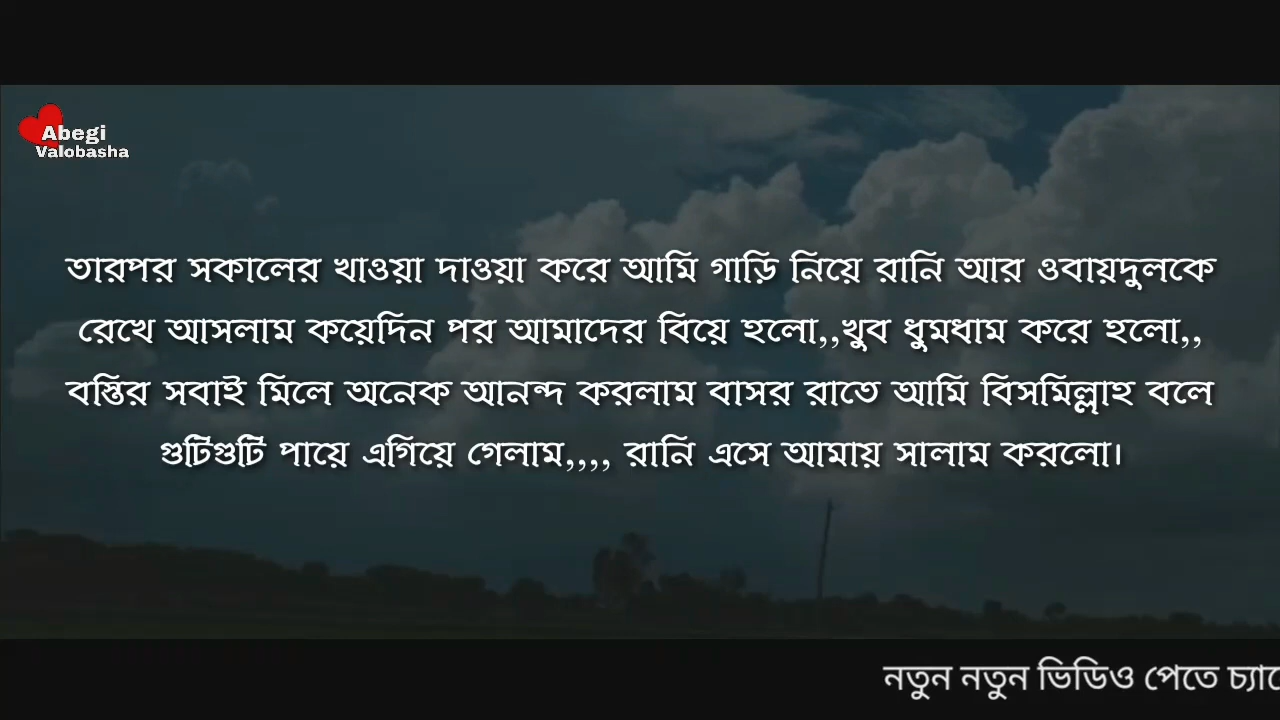 Abegi
Valobasha
তারপর সকালের খাওয়া দাওয়া করে আমি গাড়ি নিয়ে রানি আর ওবায়দুলকে
রেখে আসলাম কয়েদিন পর আমাদের বিয়ে হলো,,খুব ধুমধাম করে হলো,,
বস্তির সবাই মিলে অনেক আনন্দ করলাম বাসর রাতে আমি বিসমিল্লাহ বলে
গুটিগুটি পায়ে এগিয়ে গেলাম,,,, রানি এসে আমায় সালাম করলো।
নতুন নতুন ভিডিও পেতে